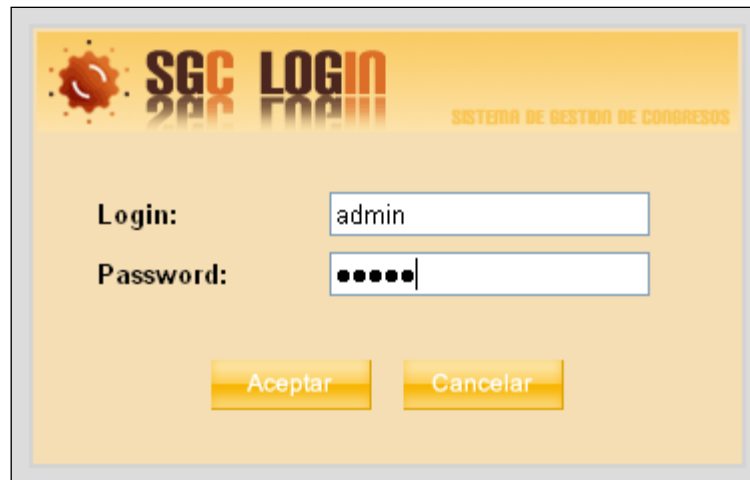 SGC LOGIN
SISTEMA DE GESTION DE CONGRESOS
Login: admin
Password: •••••
Aceptar Cancelar